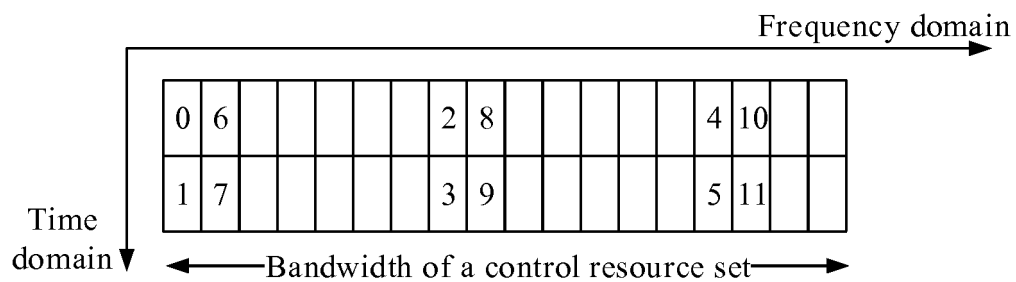 Frequency domain
0 6 2 8 4 10
1 7 3 9 5 11
Time
domain
Bandwidth of a control resource set